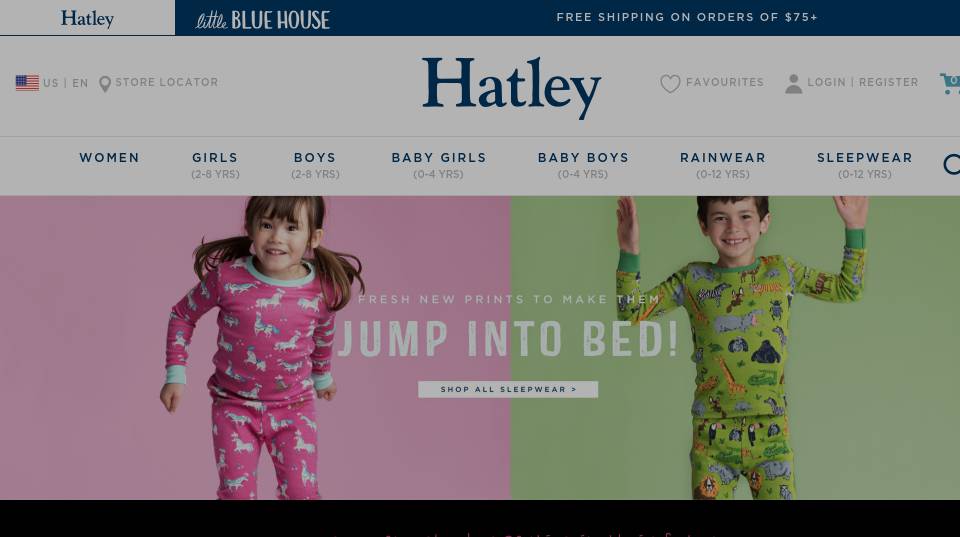 Hatley
little BLUE HOUSE
FREE SHIPPING ON ORDERS OF $75+
US | EN
STORE LOCATOR
Hatley
FAVOURITES
LOGIN | REGISTER
0
WOMEN
GIRLS
(2-8 YRS)
BOYS
(2-8 YRS)
BABY GIRLS
(0-4 YRS)
BABY BOYS
(0-4 YRS)
RAINWEAR
(0-12 YRS)
SLEEPWEAR
(0-12 YRS)
FRESH NEW PRINTS TO MAKE THEM
JUMP INTO BED!
SHOP ALL SLEEPWEAR >